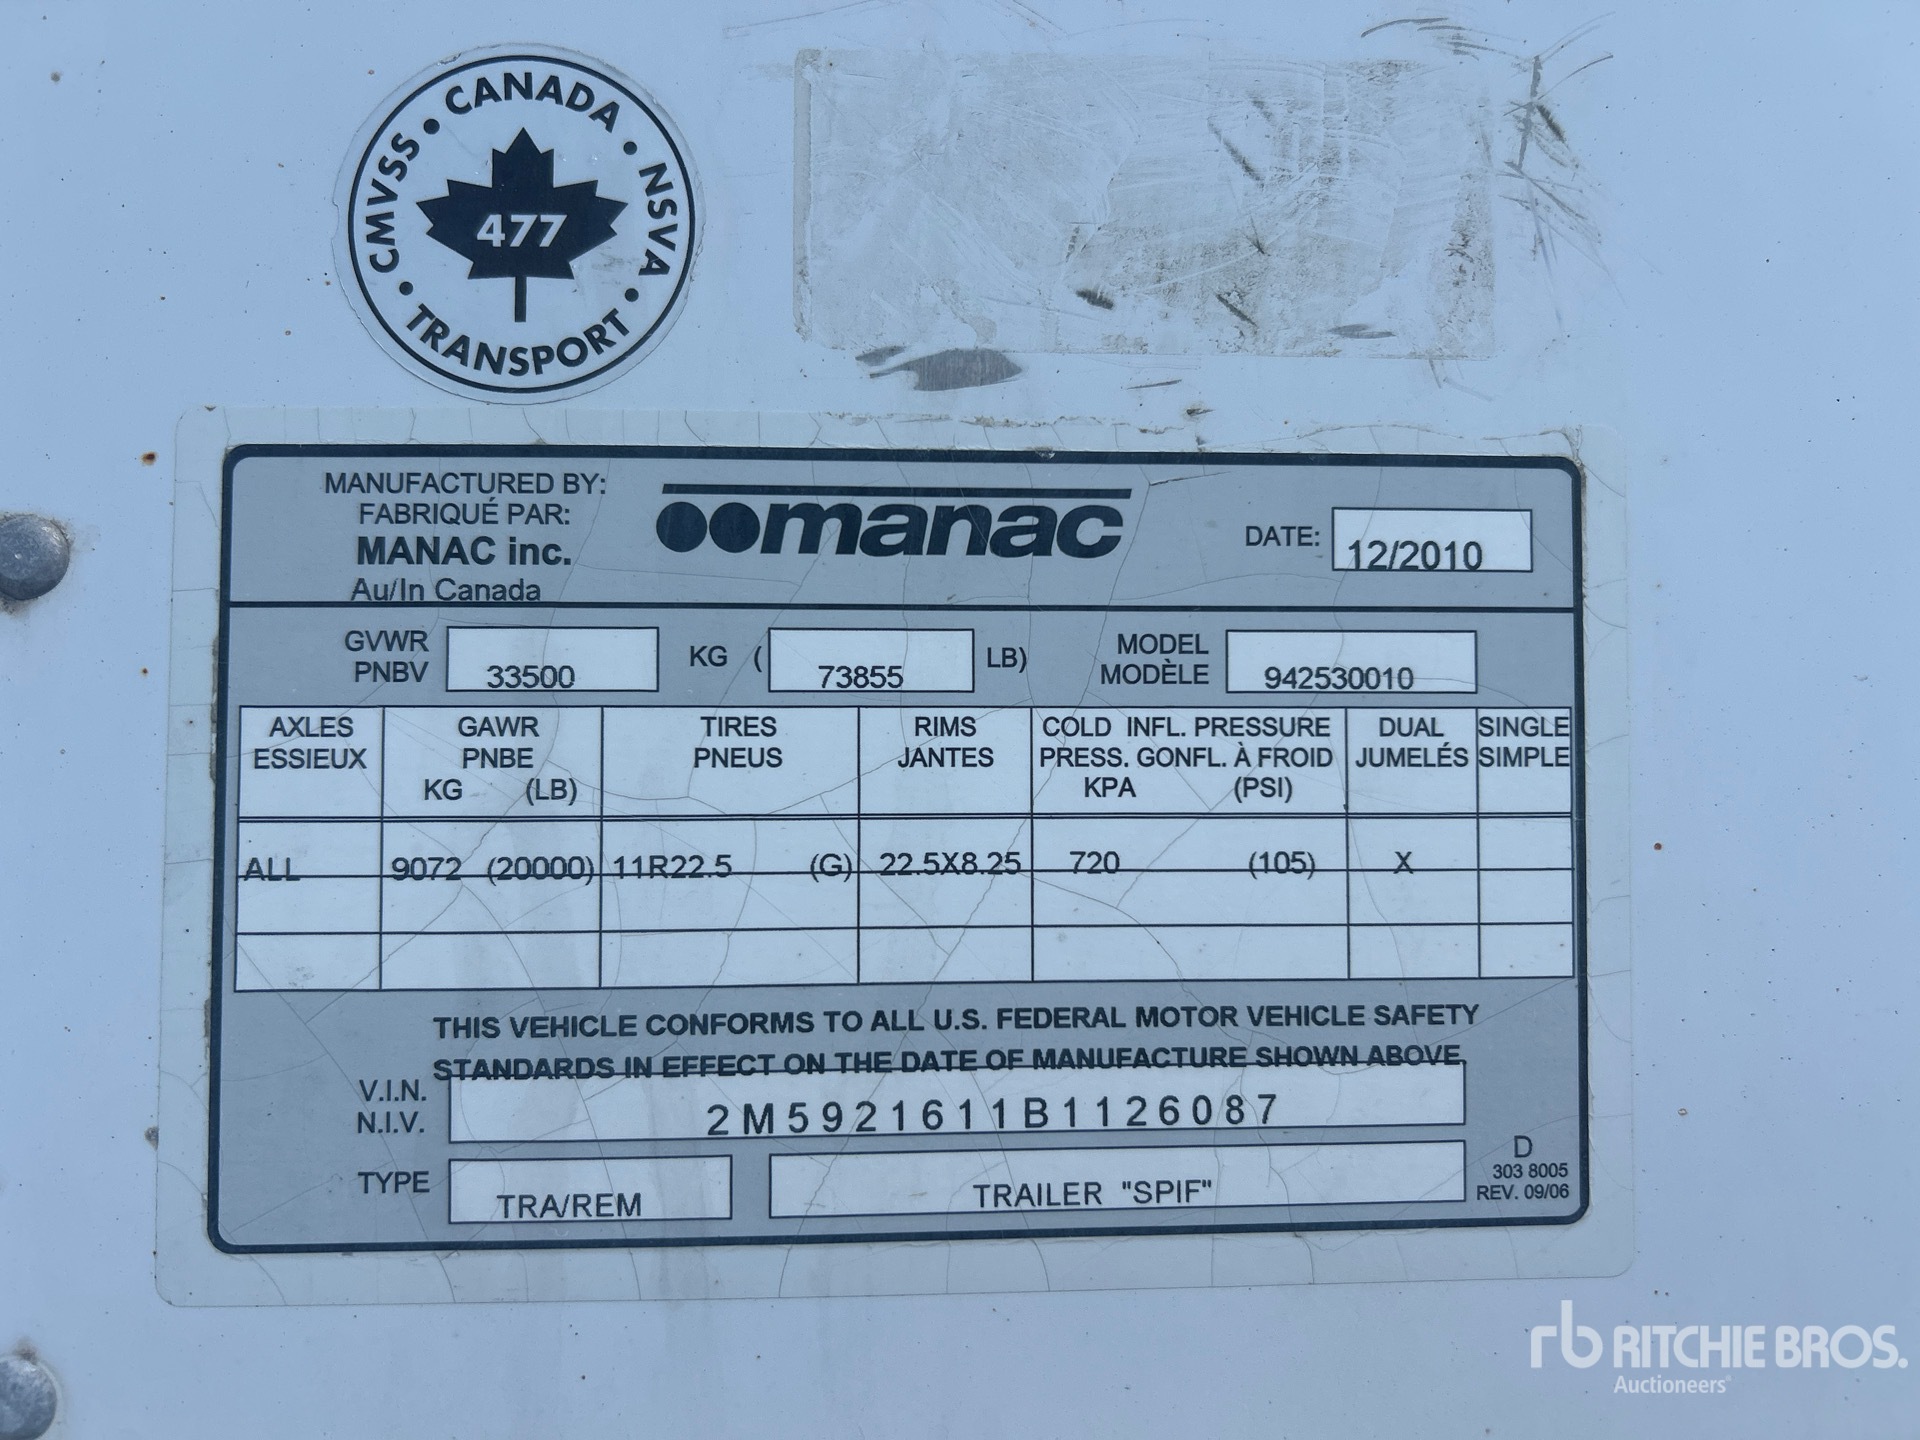 CANADA • NSVA • TRANSPORT • CMVSS •
477
MANUFACTURED BY:
FABRIQUÉ PAR:
MANAC inc.
Au/In Canada
manac
DATE: 12/2010
GVWR
PNBV
33500 KG ( 73855 LB)
MODEL
MODÈLE
942530010
AXLES
ESSIEUX
GAWR
PNBE
KG (LB)
TIRES
PNEUS
RIMS
JANTES
COLD INFL. PRESSURE
PRESS. GONFL. À FROID
KPA (PSI)
DUAL
JUMELÉS
SINGLE
SIMPLE
ALL 9072 (20000) 11R22.5 (G) 22.5X8.25 720 (105) X
THIS VEHICLE CONFORMS TO ALL U.S. FEDERAL MOTOR VEHICLE SAFETY
STANDARDS IN EFFECT ON THE DATE OF MANUFACTURE SHOWN ABOVE.
V.I.N.
N.I.V.
2M5921611B1126087
TYPE TRA/REM TRAILER "SPIF"
D
303 8005
REV. 09/06
rb RITCHIE BROS.
Auctioneers